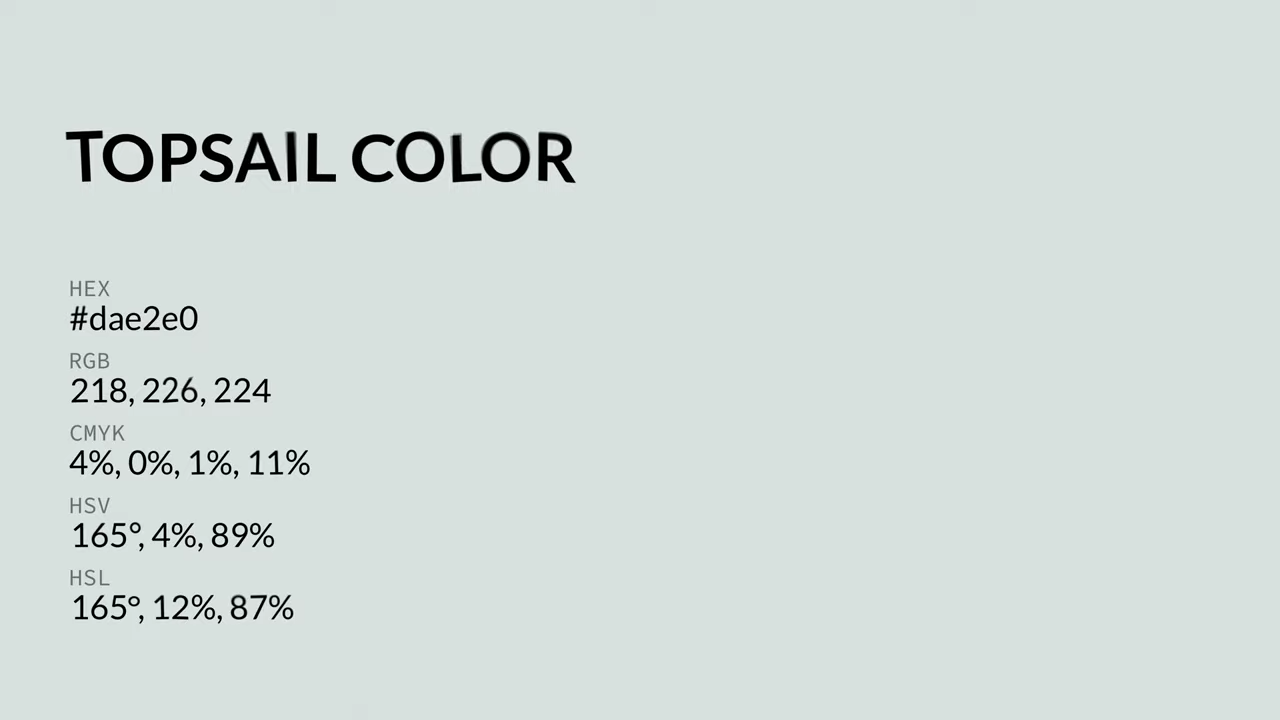 TOPSAIL COLOR
HEX
#dae2e0
RGB
218, 226, 224
CMYK
4%, 0%, 1%, 11%
HSV
165°, 4%, 89%
HSL
165°, 12%, 87%